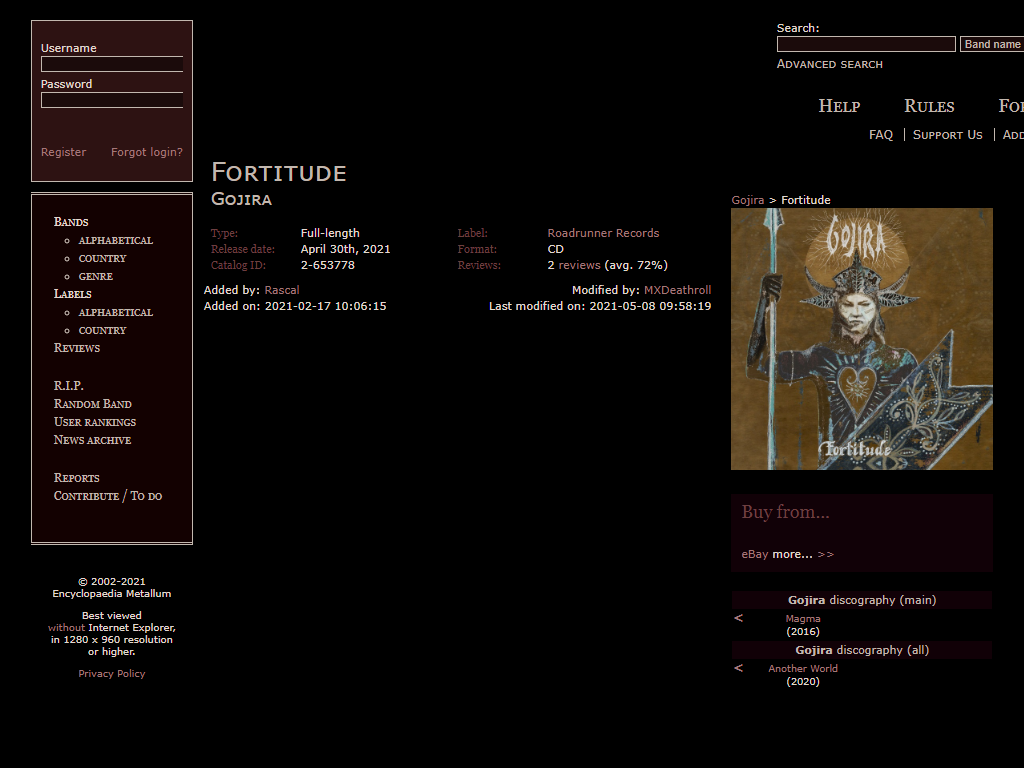 Username
Password
Register Forgot login?
Search:
Band name
Advanced search
Help Rules
FAQ | Support Us |
Fortitude
Gojira
Type: Full-length
Release date: April 30th, 2021
Catalog ID: 2-653778
Label: Roadrunner Records
Format: CD
Reviews: 2 reviews (avg. 72%)
Added by: Rascal
Added on: 2021-02-17 10:06:15
Modified by: MXDeathroll
Last modified on: 2021-05-08 09:58:19
Bands
alphabetical
country
genre
Labels
alphabetical
country
Reviews
R.I.P.
Random Band
User rankings
News archive
Reports
Contribute / To do
© 2002-2021
Encyclopaedia Metallum
Best viewed
without Internet Explorer,
in 1280 x 960 resolution
or higher.
Privacy Policy
Gojira > Fortitude
GOJIRA
Fortitude
Buy from...
eBay more... >>
Gojira discography (main)
< Magma
(2016)
Gojira discography (all)
< Another World
(2020)